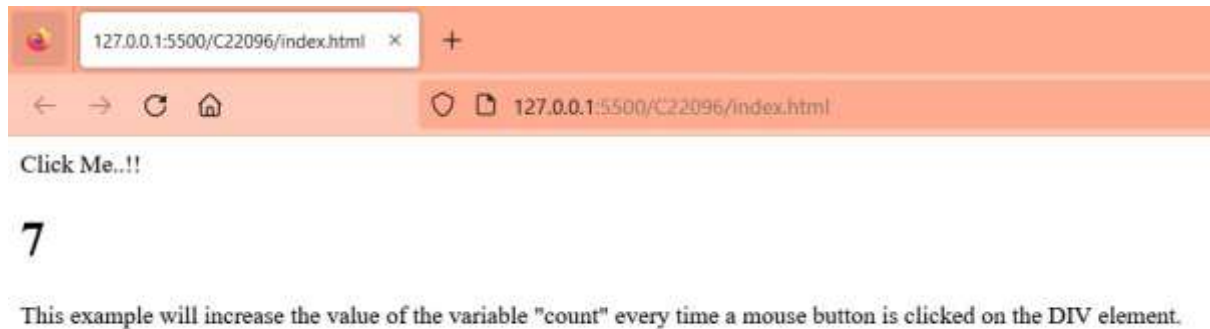 127.0.0.1:5500/C22096/index.html
127.0.0.1:5500/C22096/index.html
Click Me..!!
7
This example will increase the value of the variable "count" every time a mouse button is clicked on the DIV element.